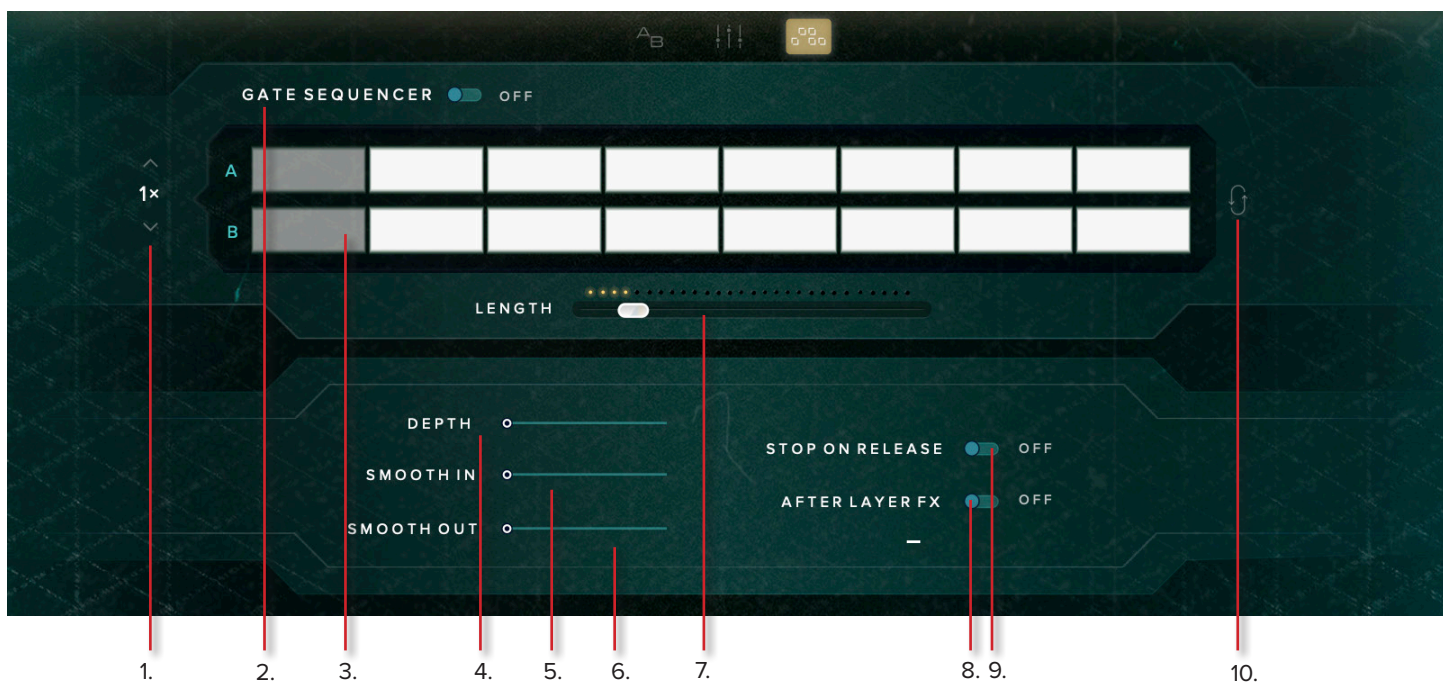 A B
GATE SEQUENCER OFF
A
1×
B
LENGTH
DEPTH
STOP ON RELEASE OFF
SMOOTH IN
AFTER LAYER FX OFF
SMOOTH OUT
–
1. 2. 3. 4. 5. 6. 7. 8. 9. 10.